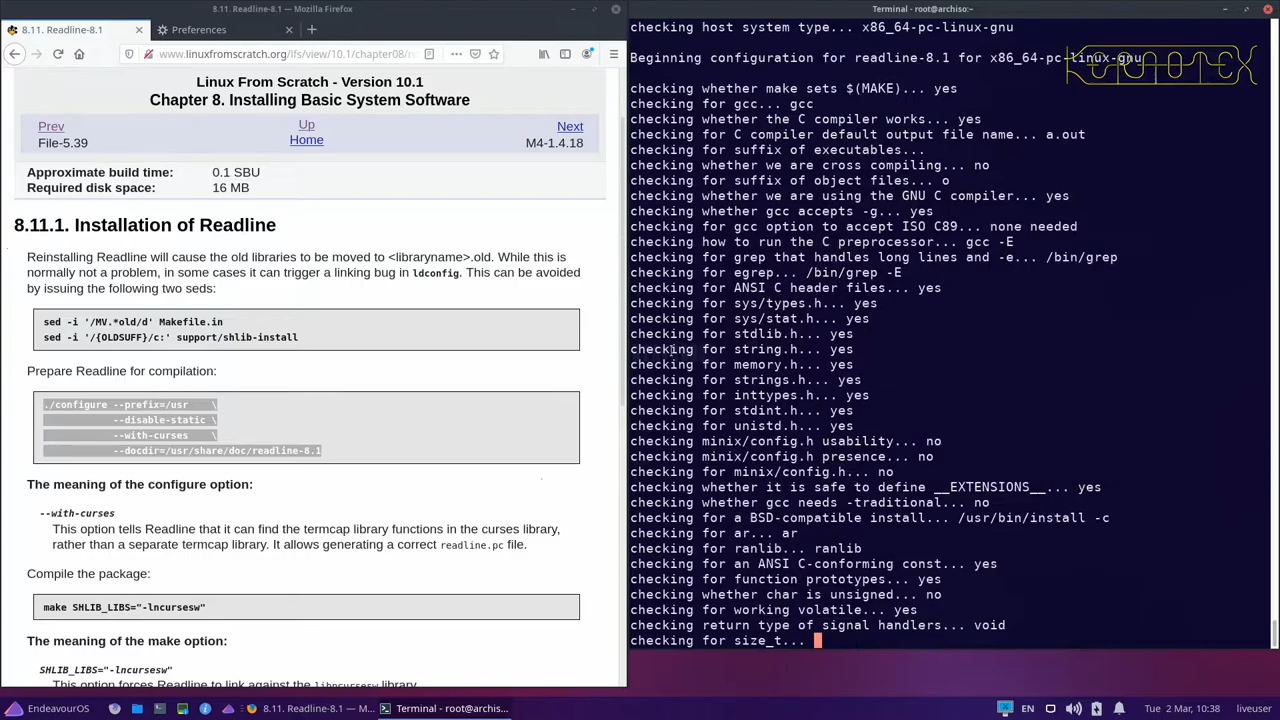 8.11. Readline-8.1 — Mozilla Firefox
8.11. Readline-8.1
Preferences
www.linuxfromscratch.org/lfs/view/10.1/chapter08/re
Linux From Scratch - Version 10.1
Chapter 8. Installing Basic System Software
Prev
Up
Next
File-5.39
Home
M4-1.4.18
Approximate build time: 0.1 SBU
Required disk space: 16 MB
8.11.1. Installation of Readline
Reinstalling Readline will cause the old libraries to be moved to <libraryname>.old. While this is
normally not a problem, in some cases it can trigger a linking bug in ldconfig. This can be avoided
by issuing the following two seds:
sed -i '/MV.*old/d' Makefile.in
sed -i '/{OLDSUFF}/c:' support/shlib-install
Prepare Readline for compilation:
./configure --prefix=/usr \
--disable-static \
--with-curses \
--docdir=/usr/share/doc/readline-8.1
The meaning of the configure option:
--with-curses
This option tells Readline that it can find the termcap library functions in the curses library,
rather than a separate termcap library. It allows generating a correct readline.pc file.
Compile the package:
make SHLIB_LIBS="-lncursesw"
The meaning of the make option:
SHLIB_LIBS="-lncursesw"
This option forces Readline to link against the libncursesw library.
Terminal - root@archiso:~
checking host system type... x86_64-pc-linux-gnu
Beginning configuration for readline-8.1 for x86_64-pc-linux-gnu
checking whether make sets $(MAKE)... yes
checking for gcc... gcc
checking whether the C compiler works... yes
checking for C compiler default output file name... a.out
checking for suffix of executables...
checking whether we are cross compiling... no
checking for suffix of object files... o
checking whether we are using the GNU C compiler... yes
checking whether gcc accepts -g... yes
checking for gcc option to accept ISO C89... none needed
checking how to run the C preprocessor... gcc -E
checking for grep that handles long lines and -e... /bin/grep
checking for egrep... /bin/grep -E
checking for ANSI C header files... yes
checking for sys/types.h... yes
checking for sys/stat.h... yes
checking for stdlib.h... yes
checking for string.h... yes
checking for memory.h... yes
checking for strings.h... yes
checking for inttypes.h... yes
checking for stdint.h... yes
checking for unistd.h... yes
checking minix/config.h usability... no
checking minix/config.h presence... no
checking for minix/config.h... no
checking whether it is safe to define __EXTENSIONS__... yes
checking whether gcc needs -traditional... no
checking for a BSD-compatible install... /usr/bin/install -c
checking for ar... ar
checking for ranlib... ranlib
checking for an ANSI C-conforming const... yes
checking for function prototypes... yes
checking whether char is unsigned... no
checking for working volatile... yes
checking return type of signal handlers... void
checking for size_t...
EndeavourOS
8.11. Readline-8.1 — M...
Terminal - root@archis...
EN
Tue 2 Mar, 10:38
liveuser